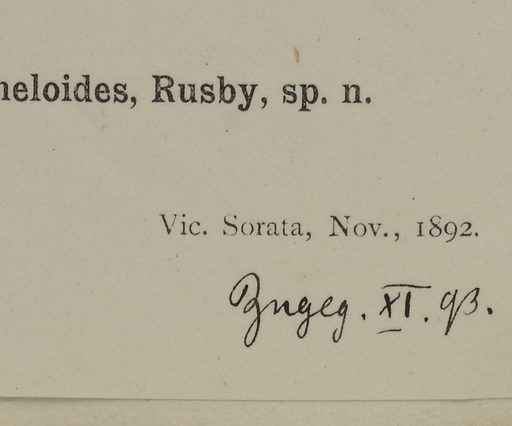 heloides, Rusby, sp. n.
Vic. Sorata, Nov., 1892.
Zugeg. XI. 93.